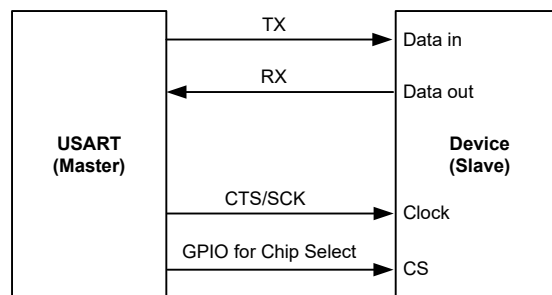 TX
Data in
RX
Data out
USART
(Master)
Device
(Slave)
CTS/SCK
Clock
GPIO for Chip Select
CS